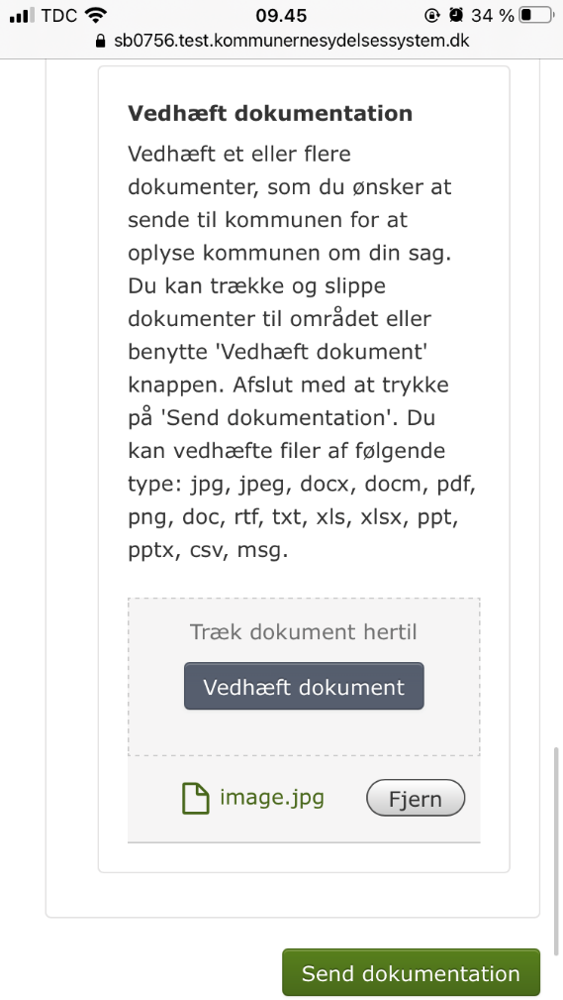 TDC 09.45 34 %
sb0756.test.kommunernesydelsessystem.dk
Vedhæft dokumentation
Vedhæft et eller flere
dokumenter, som du ønsker at
sende til kommunen for at
oplyse kommunen om din sag.
Du kan trække og slippe
dokumenter til området eller
benytte 'Vedhæft dokument'
knappen. Afslut med at trykke
på 'Send dokumentation'. Du
kan vedhæfte filer af følgende
type: jpg, jpeg, docx, docm, pdf,
png, doc, rtf, txt, xls, xlsx, ppt,
pptx, csv, msg.
Træk dokument hertil
Vedhæft dokument
image.jpg Fjern
Send dokumentation